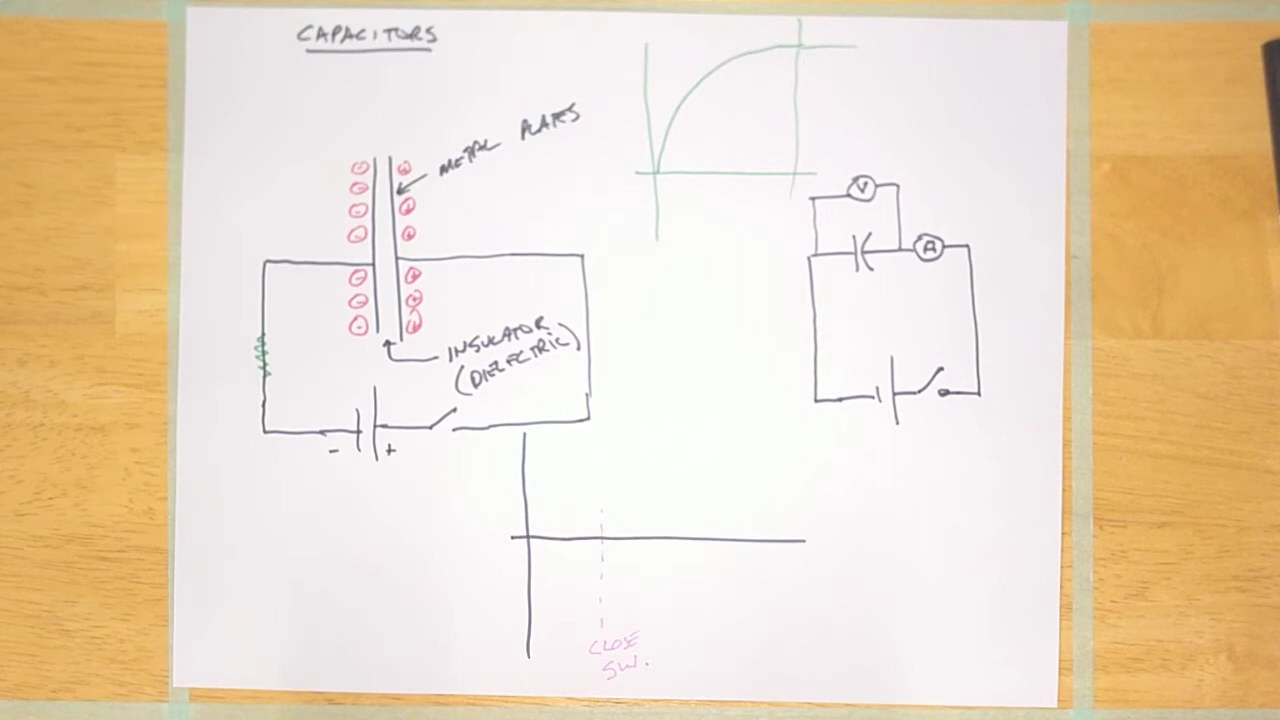 CAPACITORS
METAL PLATES
V
A
INSULATOR
(DIELECTRIC)
- +
CLOSE
SW.